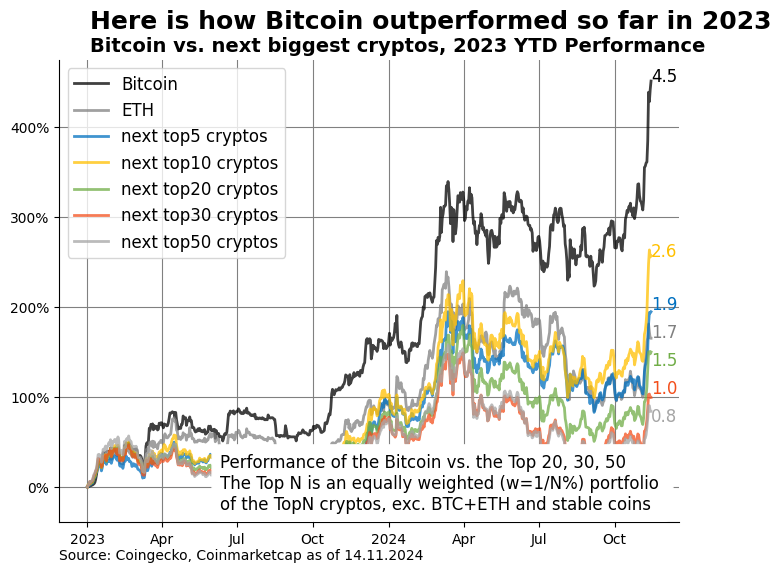 Here is how Bitcoin outperformed so far in 2023
Bitcoin vs. next biggest cryptos, 2023 YTD Performance
Bitcoin
ETH
next top5 cryptos
next top10 cryptos
next top20 cryptos
next top30 cryptos
next top50 cryptos
400%
300%
200%
100%
0%
4.5
2.6
1.9
1.7
1.5
1.0
0.8
Performance of the Bitcoin vs. the Top 20, 30, 50
The Top N is an equally weighted (w=1/N%) portfolio
of the TopN cryptos, exc. BTC+ETH and stable coins
2023 Apr Jul Oct 2024 Apr Jul Oct
Source: Coingecko, Coinmarketcap as of 14.11.2024